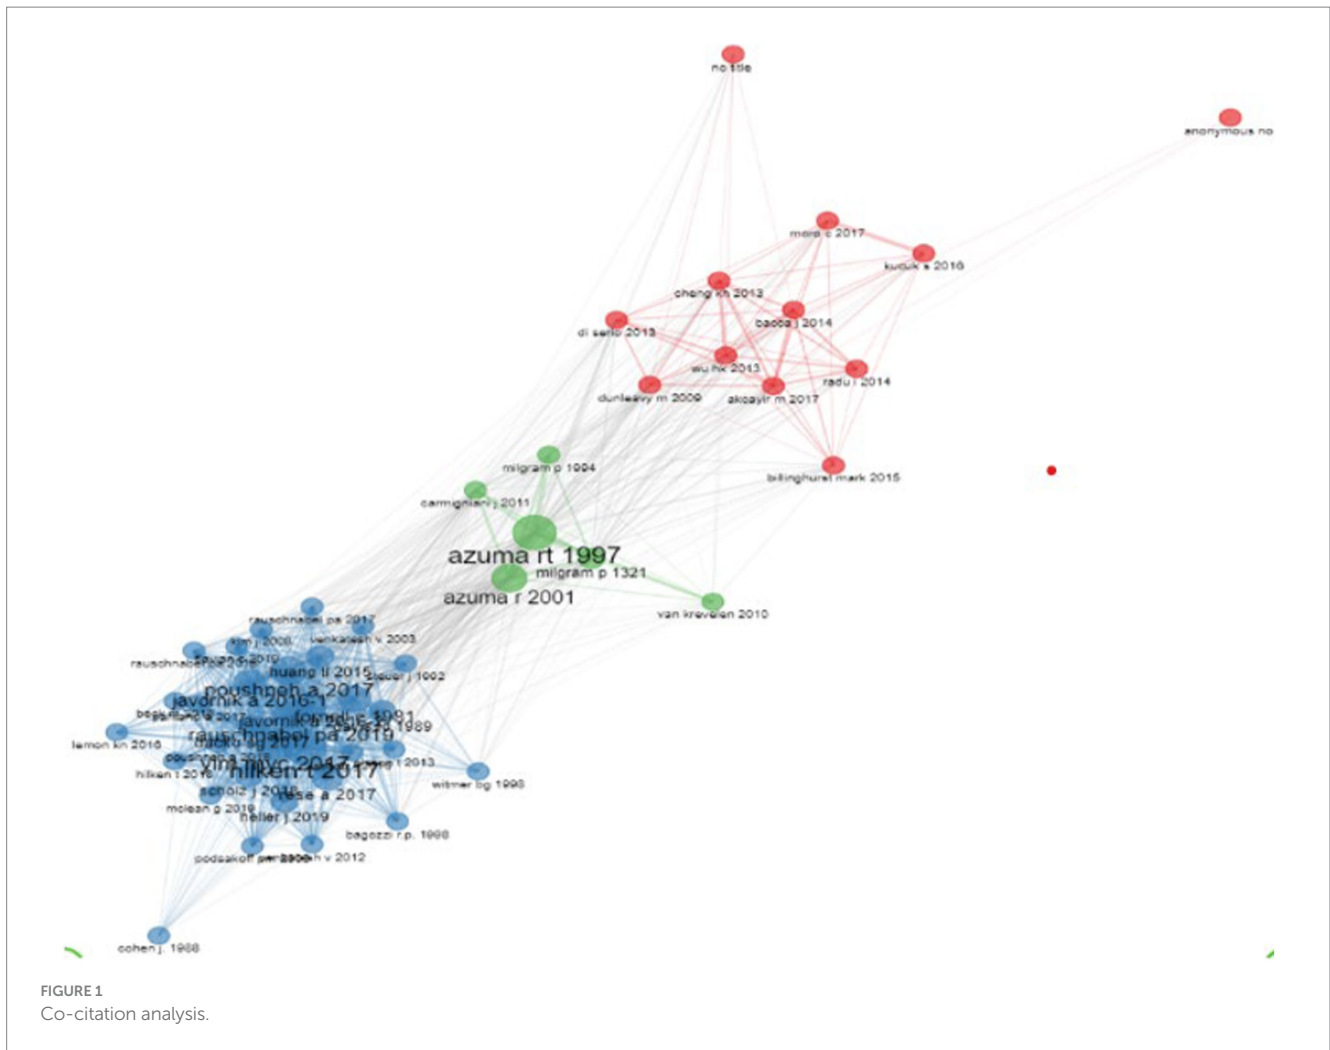 no title
anonymous no
moro c 2017
kucuk s 2016
cheng kh 2013
bacca j 2014
di serio 2013
wu hk 2013
radu i 2014
dunleavy m 2009
akcayir m 2017
milgram p 1994
billinghurst mark 2015
carmigniani j 2011
azuma rt 1997
milgram p 1321
azuma r 2001
van krevelen 2010
rauschnabel pa 2017
venkatesh v 2003
huang tl 2015
steuer j 1992
poushneh a 2017
javornik a 2016-1
rauschnabel pa 2019
lemon kn 2016
hilken t 2017
witmer bg 1998
scholz j 2016
rese a 2017
mclean g 2019
heller j 2019
bagozzi r.p. 1988
cohen j. 1988
FIGURE 1
Co-citation analysis.